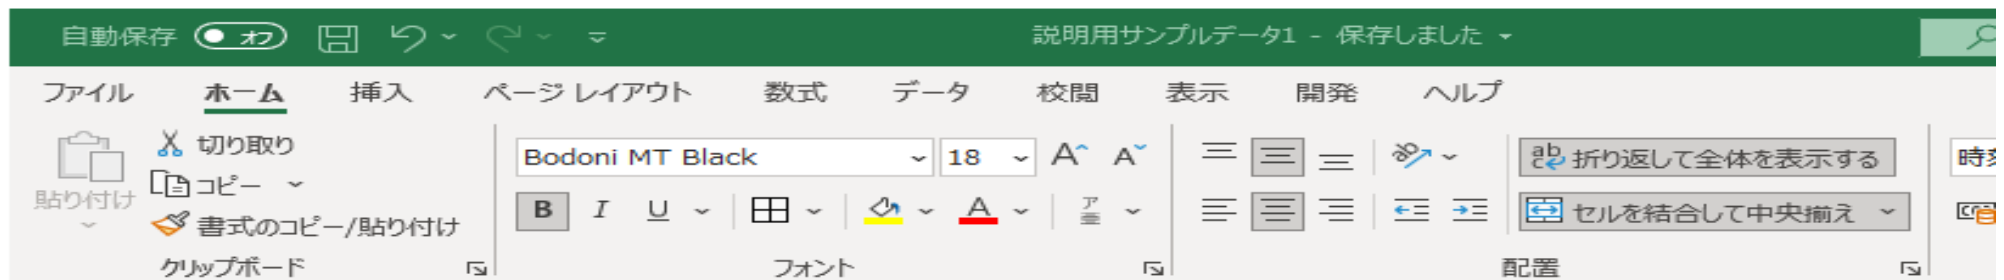 自動保存 オフ 説明用サンプルデータ1 - 保存しました
ファイル ホーム 挿入 ページ レイアウト 数式 データ 校閲 表示 開発 ヘルプ
切り取り
コピー
貼り付け
書式のコピー/貼り付け
クリップボード
Bodoni MT Black 18 A A
B I U A ア亜
フォント
ab 折り返して全体を表示する
セルを結合して中央揃え
配置
時刻